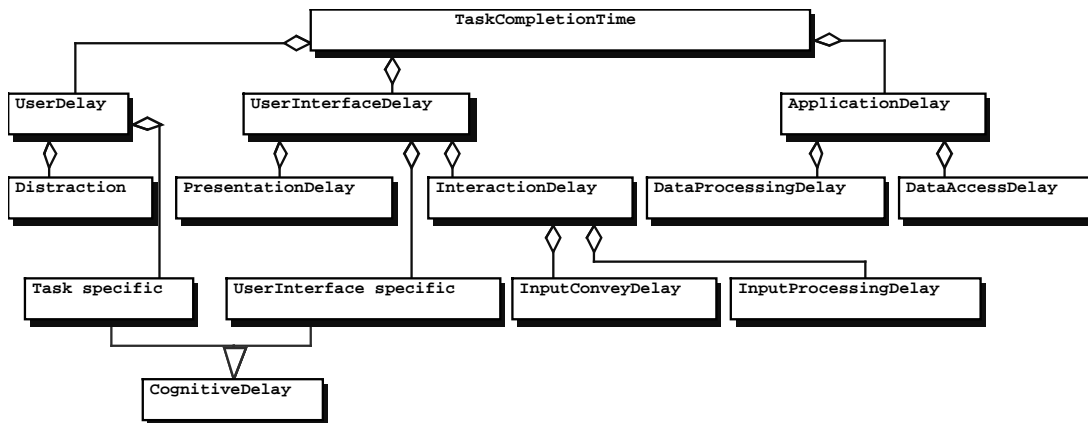 TaskCompletionTime
UserDelay
UserInterfaceDelay
ApplicationDelay
Distraction
PresentationDelay
InteractionDelay
DataProcessingDelay
DataAccessDelay
Task specific
UserInterface specific
InputConveyDelay
InputProcessingDelay
CognitiveDelay